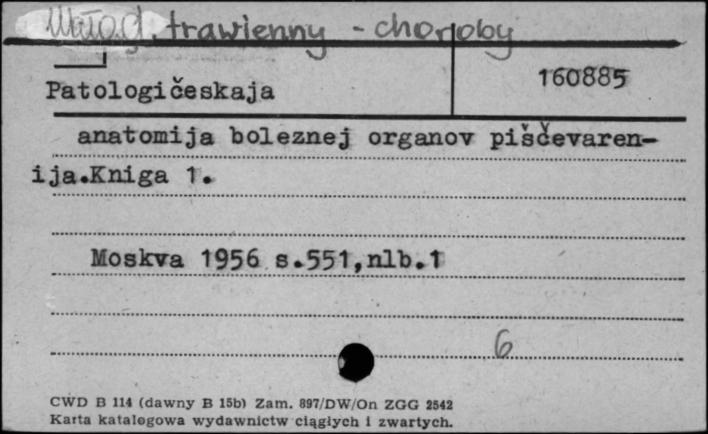 Układ. trawienny - choroby
Patologičeskaja
160885
anatomija boleznej organov piščevaren-
ija.Kniga 1.
Moskva 1956 s.551,nlb.1
6
CWD B 114 (dawny B 15b) Zam. 897/DW/On ZGG 2542
Karta katalogowa wydawnictw ciągłych i zwartych.